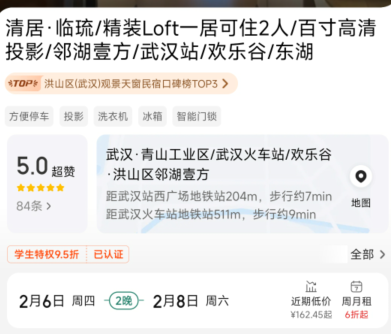 清居·临琉/精装Loft一居可住2人/百寸高清
投影/邻湖壹方/武汉站/欢乐谷/东湖
TOP 洪山区(武汉)观景天窗民宿口碑榜TOP3 >
方便停车 投影 洗衣机 冰箱 智能门锁
5.0 超赞
84条 >
武汉·青山工业区/武汉火车站/欢乐谷
·洪山区邻湖壹方
距武汉站西广场地铁站204m，步行约7min
距武汉火车站地铁站511m，步行约9min
地图
学生特权9.5折 已认证 全部 >
2月6日 周四 2晚 2月8日 周六
近期低价
¥162.45起
周月租
6折起